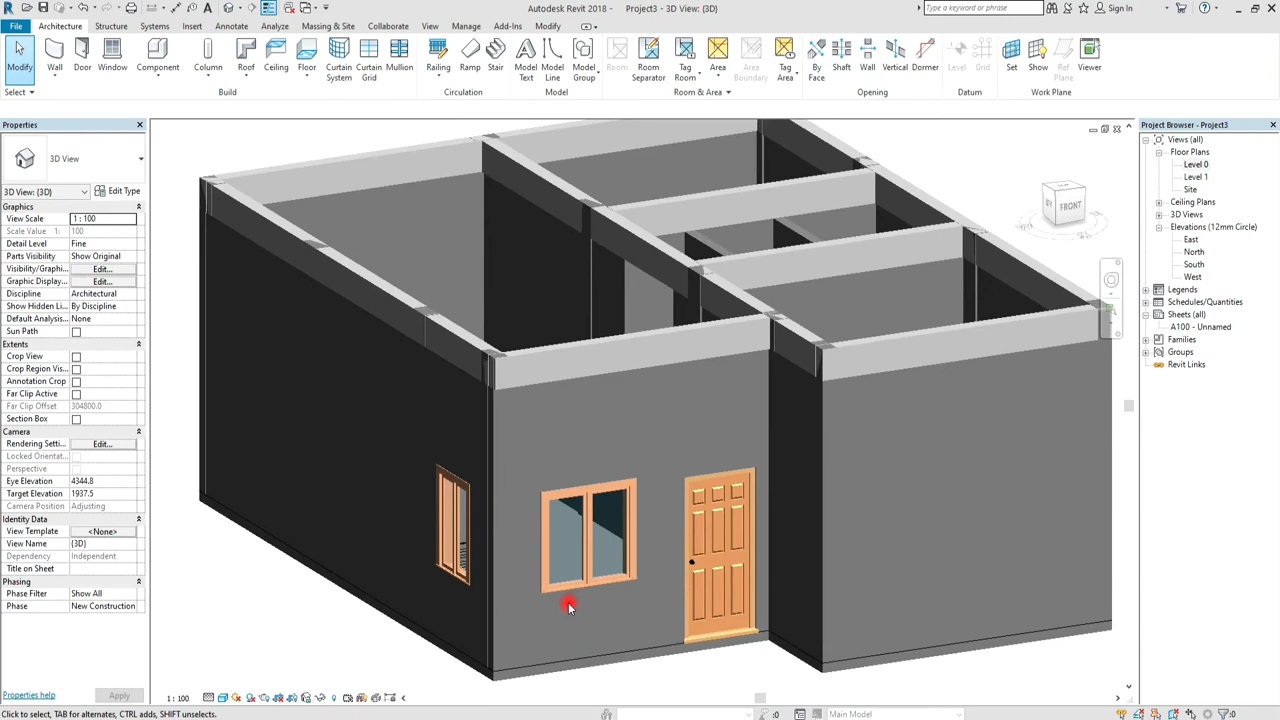 Autodesk Revit 2018 - Project3 - 3D View: {3D}
Type a keyword or phrase
Sign In
File Architecture Structure Systems Insert Annotate Analyze Massing & Site Collaborate View Manage Add-Ins Modify
Modify Wall Door Window Component Column Roof Ceiling Floor Curtain System Curtain Grid Mullion Railing Ramp Stair Model Text Model Line Model Group Room Room Separator Tag Room Area Area Boundary Tag Area By Face Shaft Wall Vertical Dormer Level Grid Set Show Ref Plane Viewer
Select Build Circulation Model Room & Area Opening Datum Work Plane
Properties
3D View
3D View: {3D} Edit Type
Graphics
View Scale 1 : 100
Scale Value 1: 100
Detail Level Fine
Parts Visibility Show Original
Visibility/Graphi... Edit...
Graphic Display... Edit...
Discipline Architectural
Show Hidden Li... By Discipline
Default Analysis... None
Sun Path
Extents
Crop View
Crop Region Vis...
Annotation Crop
Far Clip Active
Far Clip Offset 304800.0
Section Box
Camera
Rendering Setti... Edit...
Locked Orientat...
Perspective
Eye Elevation 4344.8
Target Elevation 1937.5
Camera Position Adjusting
Identity Data
View Template <None>
View Name {3D}
Dependency Independent
Title on Sheet
Phasing
Phase Filter Show All
Phase New Construction
Properties help Apply
FRONT
Project Browser - Project3
Views (all)
Floor Plans
Level 0
Level 1
Site
Ceiling Plans
3D Views
Elevations (12mm Circle)
East
North
South
West
Legends
Schedules/Quantities
Sheets (all)
A100 - Unnamed
Families
Groups
Revit Links
1 : 100
Click to select, TAB for alternates, CTRL adds, SHIFT unselects.
:0
Main Model
:0